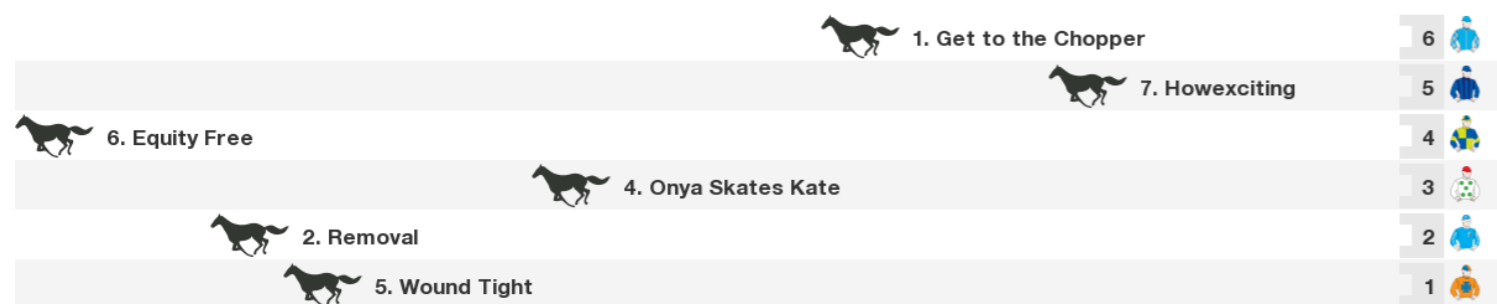 1. Get to the Chopper 6
7. Howexciting 5
6. Equity Free 4
4. Onya Skates Kate 3
2. Removal 2
5. Wound Tight 1